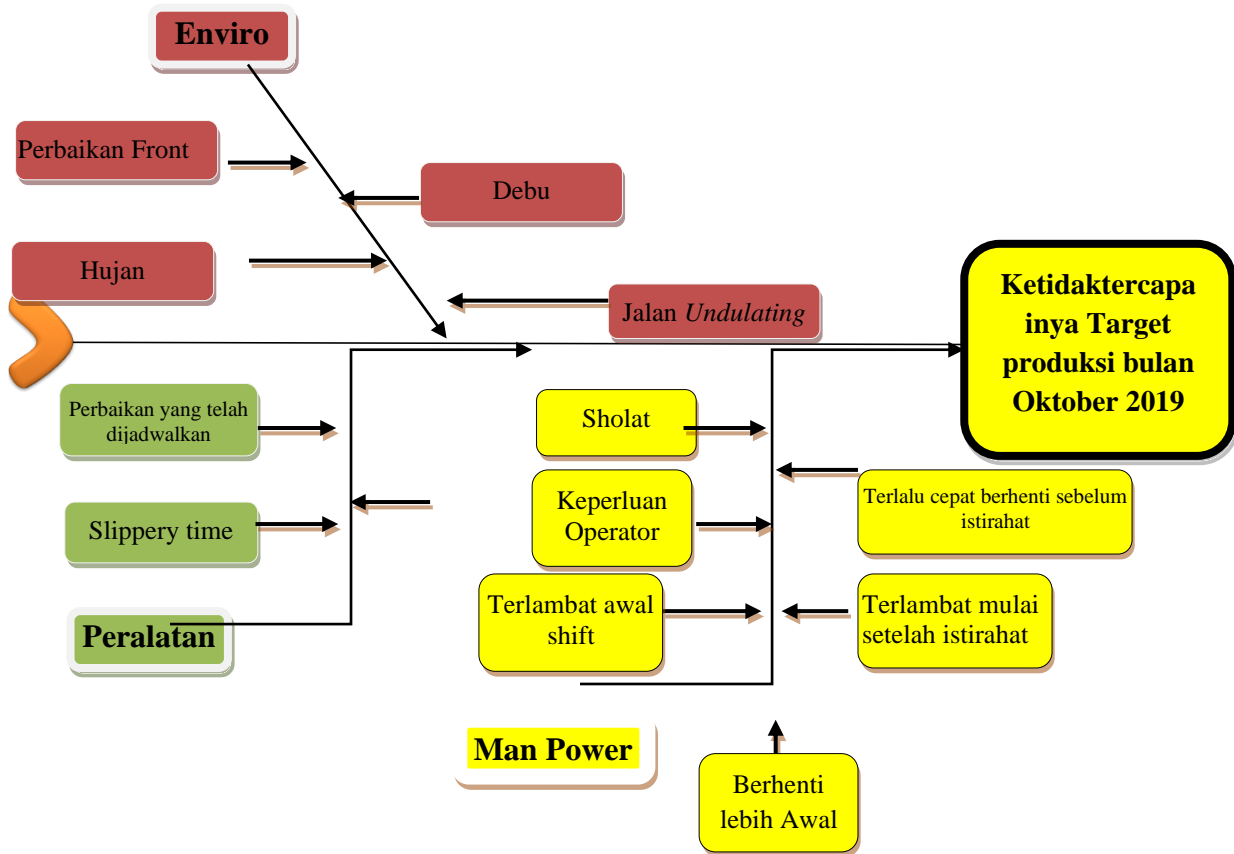 Enviro
Perbaikan Front
Debu
Hujan
Jalan Undulating
Ketidaktercapa
inya Target
produksi bulan
Oktober 2019
Perbaikan yang telah
dijadwalkan
Slippery time
Peralatan
Sholat
Keperluan
Operator
Terlambat awal
shift
Terlalu cepat berhenti sebelum
istirahat
Terlambat mulai
setelah istirahat
Man Power
Berhenti
lebih Awal